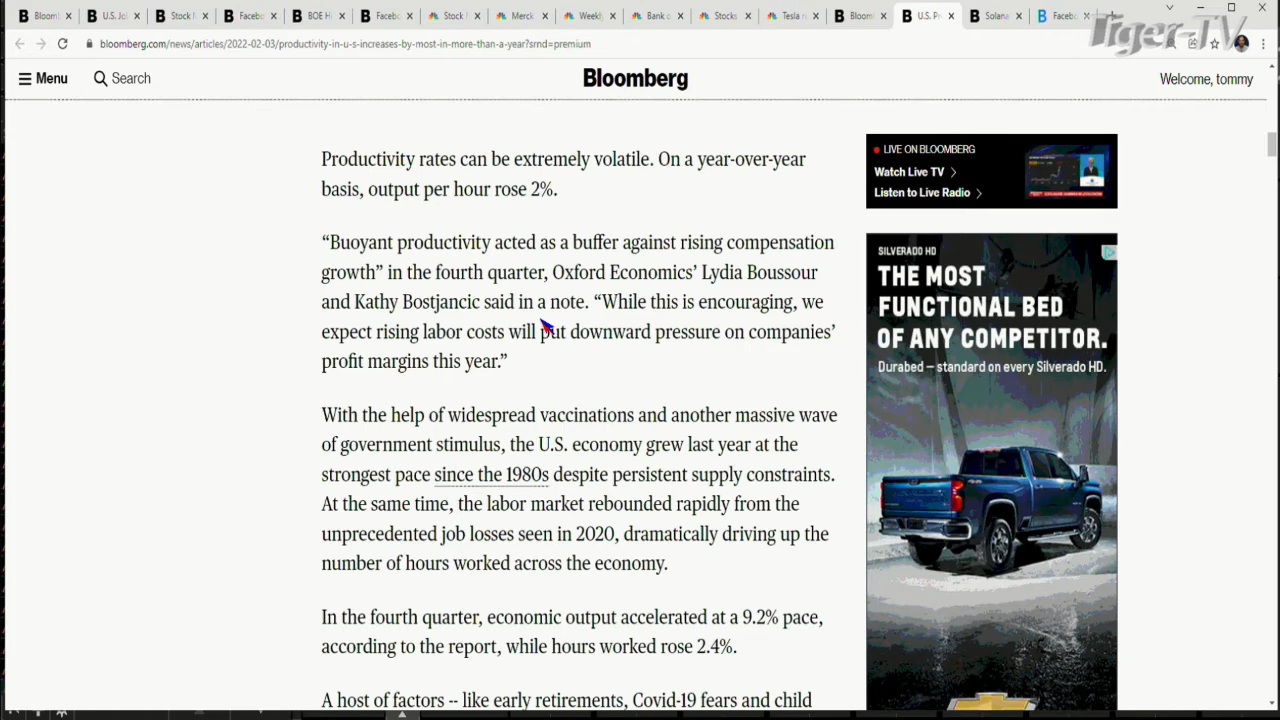 Bloom
U.S. Jo
Stock M
Facebo
BOE Hi
Faceb
Stock
Merck
Weekly
Bank o
Stocks
Tesla r
Bloom
U.S. Pr
Solana
Faceb
Tiger-TV
bloomberg.com/news/articles/2022-02-03/productivity-in-u-s-increases-by-most-in-more-than-a-year?srnd=premium
Menu
Search
Bloomberg
Welcome, tommy
Productivity rates can be extremely volatile. On a year-over-year
basis, output per hour rose 2%.
“Buoyant productivity acted as a buffer against rising compensation
growth” in the fourth quarter, Oxford Economics’ Lydia Boussour
and Kathy Bostjancic said in a note. “While this is encouraging, we
expect rising labor costs will put downward pressure on companies’
profit margins this year.”
With the help of widespread vaccinations and another massive wave
of government stimulus, the U.S. economy grew last year at the
strongest pace since the 1980s despite persistent supply constraints.
At the same time, the labor market rebounded rapidly from the
unprecedented job losses seen in 2020, dramatically driving up the
number of hours worked across the economy.
In the fourth quarter, economic output accelerated at a 9.2% pace,
according to the report, while hours worked rose 2.4%.
A host of factors -- like early retirements, Covid-19 fears and child
LIVE ON BLOOMBERG
Watch Live TV
Listen to Live Radio
SILVERADO HD
THE MOST
FUNCTIONAL BED
OF ANY COMPETITOR.
Durabed – standard on every Silverado HD.